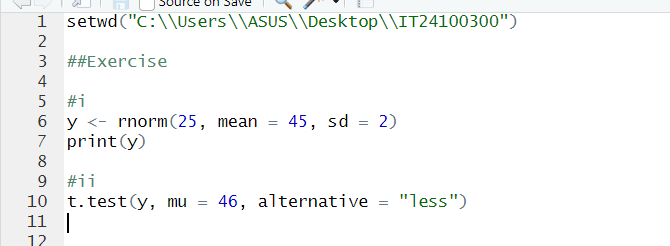 Source on Save
1 setwd("C:\\Users\\ASUS\\Desktop\\IT24100300")
2
3 ##Exercise
4
5 #i
6 y <- rnorm(25, mean = 45, sd = 2)
7 print(y)
8
9 #ii
10 t.test(y, mu = 46, alternative = "less")
11
12